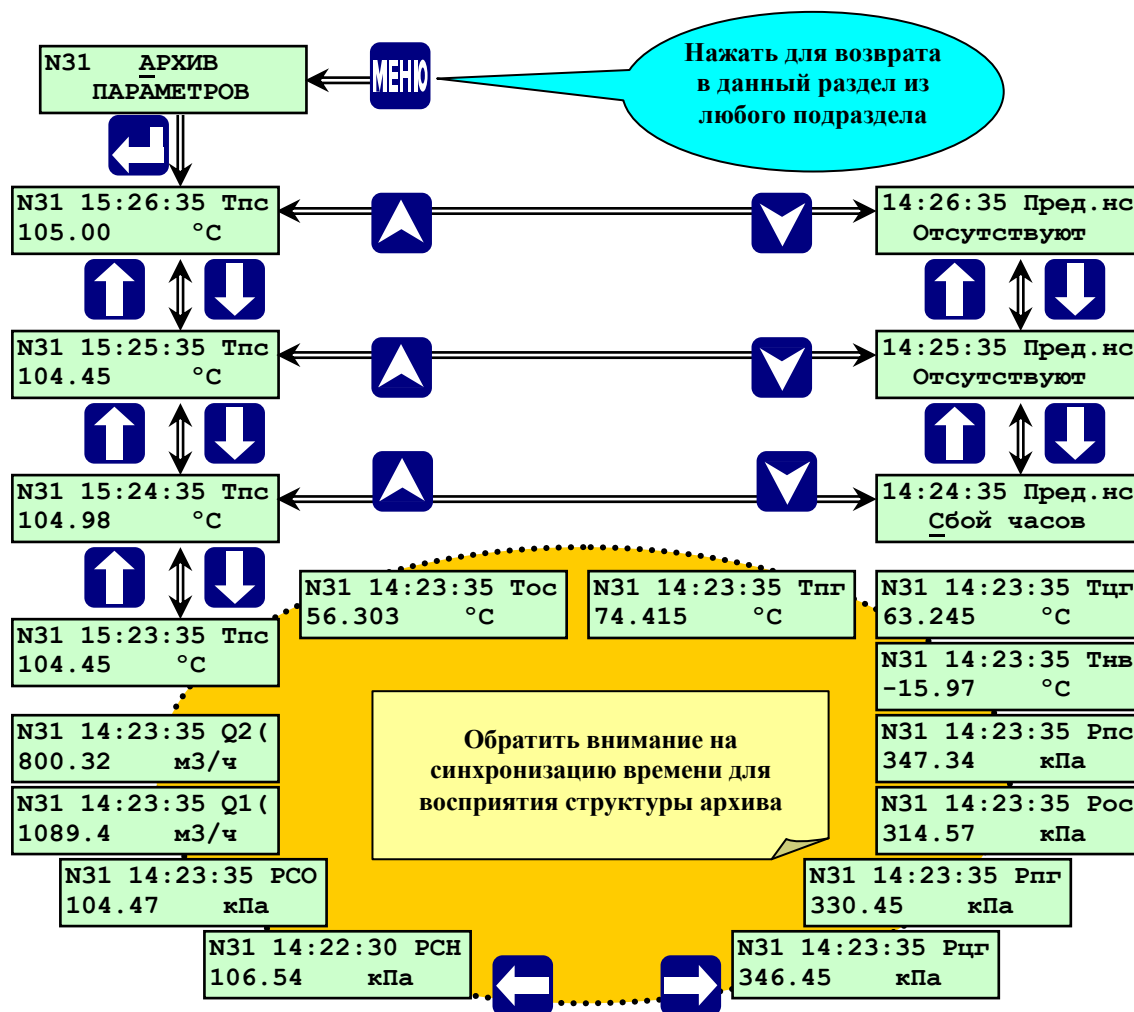 N31 АРХИВ
ПАРАМЕТРОВ
МЕНЮ
Нажать для возврата
в данный раздел из
любого подраздела
N31 15:26:35 Тпс
105.00 °С
14:26:35 Пред.нс
Отсутствуют
N31 15:25:35 Тпс
104.45 °С
14:25:35 Пред.нс
Отсутствуют
N31 15:24:35 Тпс
104.98 °С
14:24:35 Пред.нс
Сбой часов
N31 15:23:35 Тпс
104.45 °С
N31 14:23:35 Тос
56.303 °С
N31 14:23:35 Тпг
74.415 °С
N31 14:23:35 Тцг
63.245 °С
N31 14:23:35 Тнв
-15.97 °С
N31 14:23:35 Рпс
347.34 кПа
N31 14:23:35 Рос
314.57 кПа
N31 14:23:35 Рпг
330.45 кПа
N31 14:23:35 Рцг
346.45 кПа
N31 14:22:30 РСН
106.54 кПа
N31 14:23:35 РСО
104.47 кПа
N31 14:23:35 Q1(
1089.4 м3/ч
N31 14:23:35 Q2(
800.32 м3/ч
Обратить внимание на
синхронизацию времени для
восприятия структуры архива